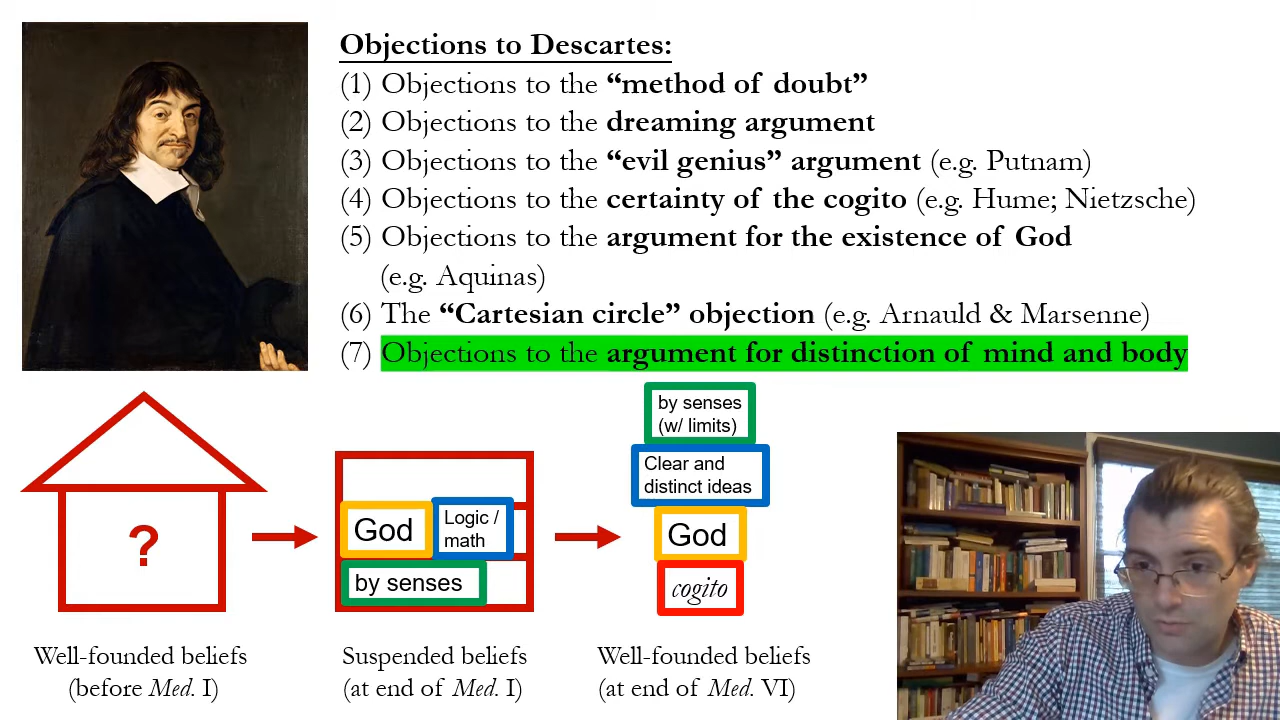 Objections to Descartes:
(1) Objections to the “method of doubt”
(2) Objections to the dreaming argument
(3) Objections to the “evil genius” argument (e.g. Putnam)
(4) Objections to the certainty of the cogito (e.g. Hume; Nietzsche)
(5) Objections to the argument for the existence of God
(e.g. Aquinas)
(6) The “Cartesian circle” objection (e.g. Arnauld & Marsenne)
(7) Objections to the argument for distinction of mind and body
?
God
Logic /
math
by senses
by senses
(w/ limits)
Clear and
distinct ideas
God
cogito
Well-founded beliefs
(before Med. I)
Suspended beliefs
(at end of Med. I)
Well-founded beliefs
(at end of Med. VI)